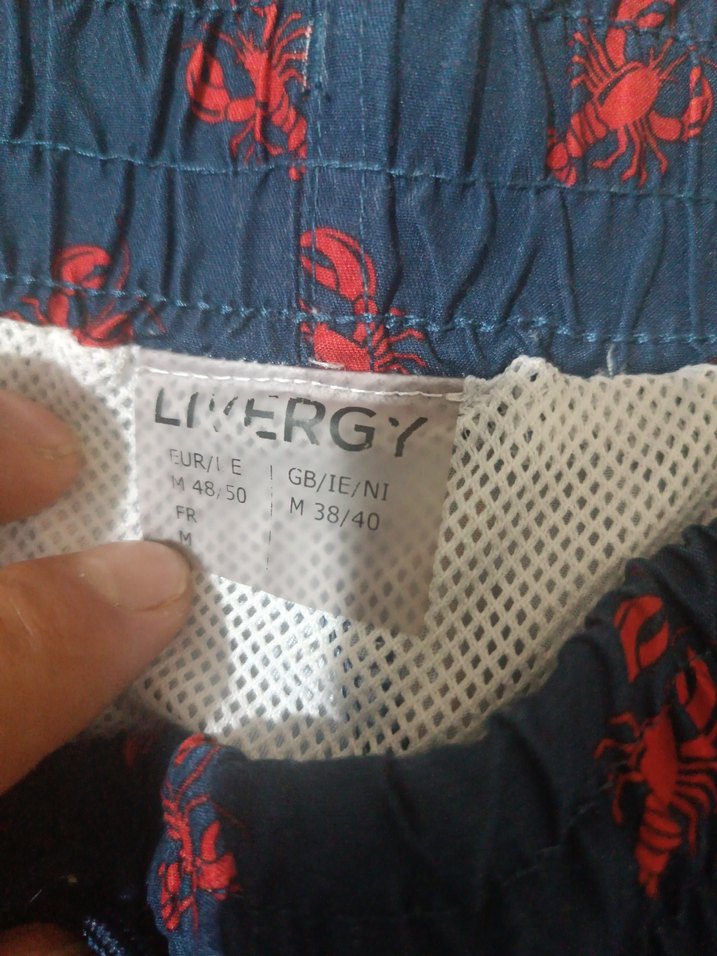 LIVERGY
EUR/ E
M 48/50
FR
M
GB/IE/NI
M 38/40